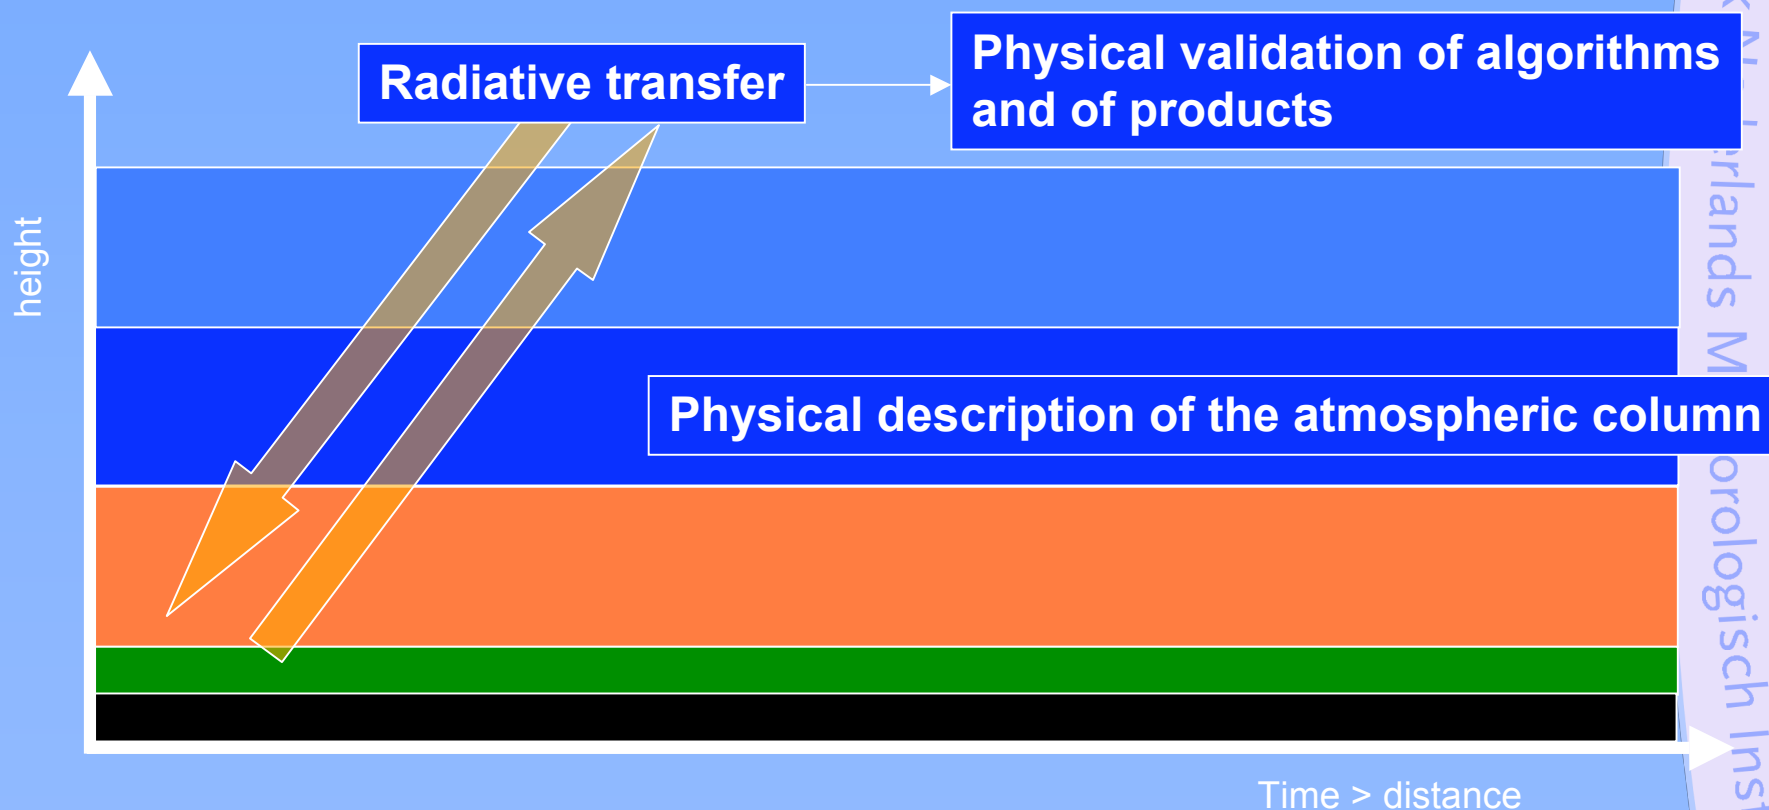 Radiative transfer
Physical validation of algorithms
and of products
height
Physical description of the atmospheric column
Time > distance